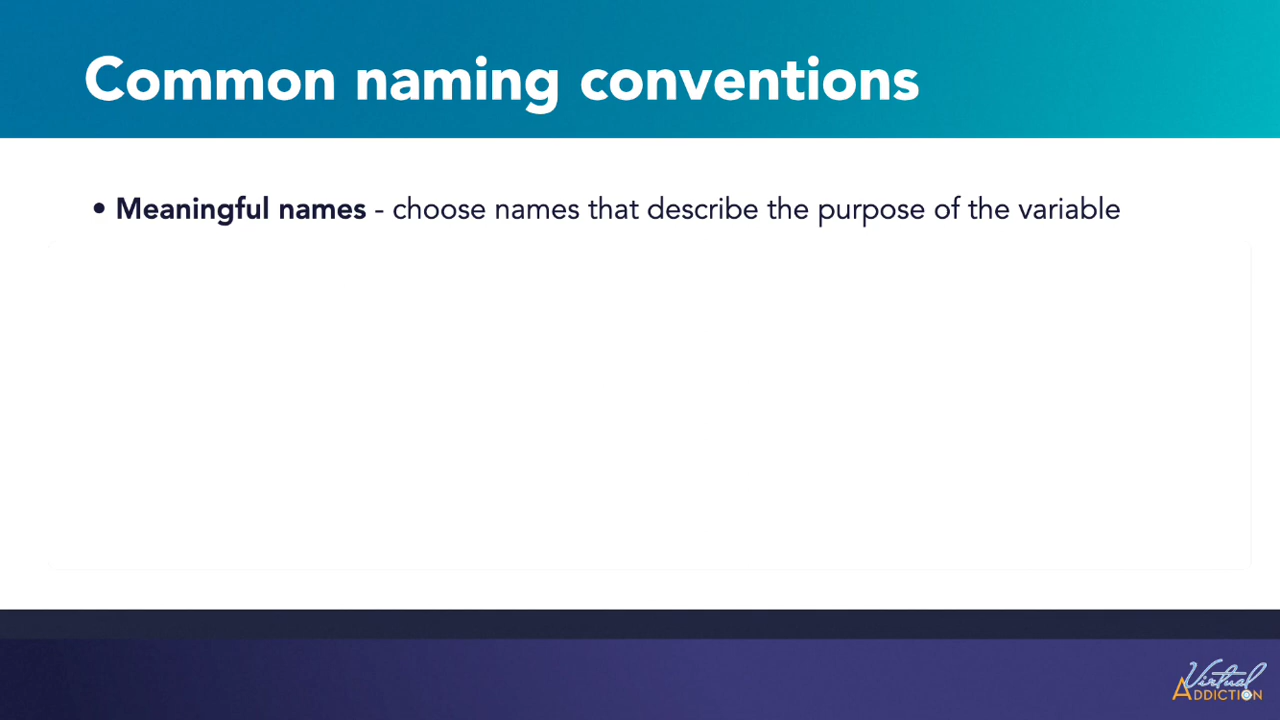 Common naming conventions
• Meaningful names - choose names that describe the purpose of the variable
Virtual
ADDICTION